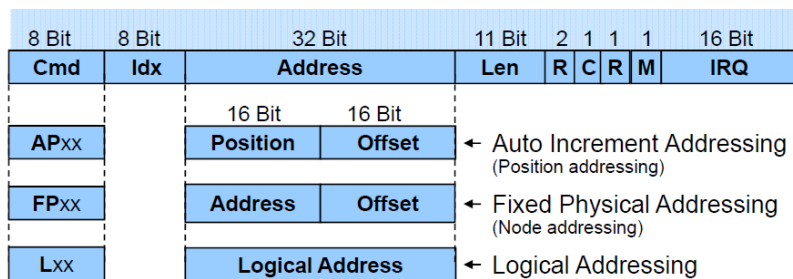 8 Bit 8 Bit 32 Bit 11 Bit 2 1 1 1 16 Bit
Cmd Idx Address Len R C R M IRQ
16 Bit 16 Bit
APxx Position Offset Auto Increment Addressing
(Position addressing)
FPxx Address Offset Fixed Physical Addressing
(Node addressing)
Lxx Logical Address Logical Addressing